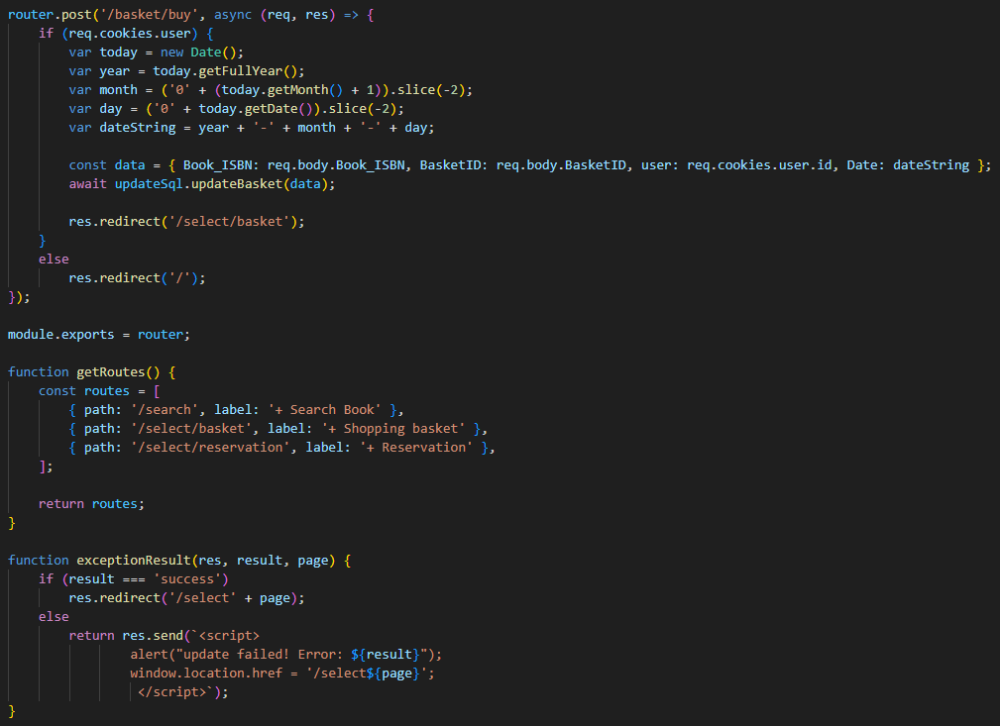 router.post('/basket/buy', async (req, res) => {
    if (req.cookies.user) {
        var today = new Date();
        var year = today.getFullYear();
        var month = ('0' + (today.getMonth() + 1)).slice(-2);
        var day = ('0' + today.getDate()).slice(-2);
        var dateString = year + '-' + month + '-' + day;

        const data = { Book_ISBN: req.body.Book_ISBN, BasketID: req.body.BasketID, user: req.cookies.user.id, Date: dateString };
        await updateSql.updateBasket(data);

        res.redirect('/select/basket');
    }
    else
        res.redirect('/');
});

module.exports = router;

function getRoutes() {
    const routes = [
        { path: '/search', label: '+ Search Book' },
        { path: '/select/basket', label: '+ Shopping basket' },
        { path: '/select/reservation', label: '+ Reservation' },
    ];

    return routes;
}

function exceptionResult(res, result, page) {
    if (result === 'success')
        res.redirect('/select' + page);
    else
        return res.send(`<script>
                alert("update failed! Error: ${result}");
                window.location.href = '/select${page}';
                 </script>`);
}